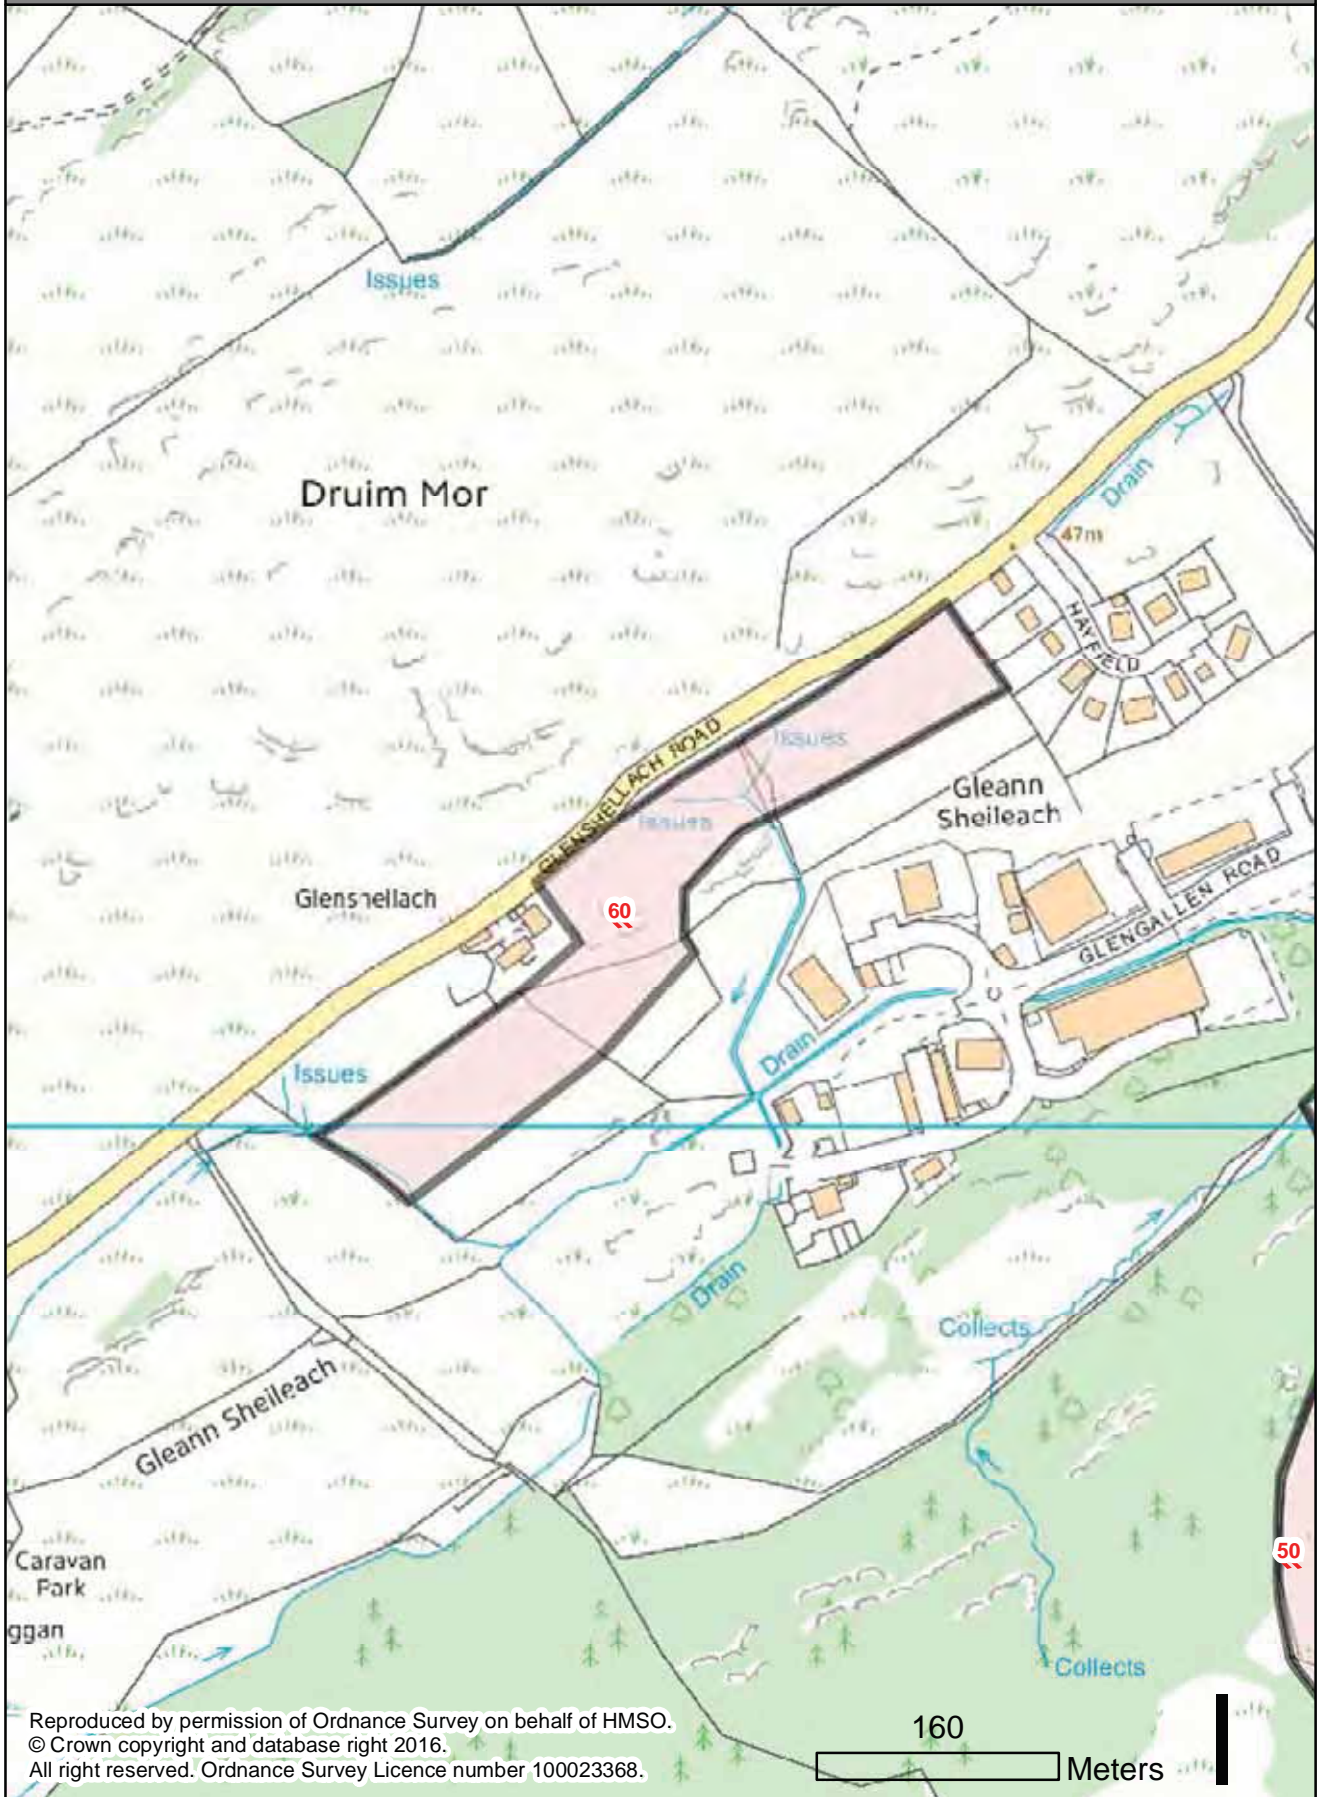 Issues
Druim Mor
Drain
47m
HAYFIELD
GLENSHELLACH ROAD
Issues
Issues
Gleann
Sheileach
Glenshellach
60
GLENGALLEN ROAD
Drain
Issues
Drain
Collects
Gleann Sheileach
50
Caravan
Park
ggan
Collects
Reproduced by permission of Ordnance Survey on behalf of HMSO.
© Crown copyright and database right 2016.
All right reserved. Ordnance Survey Licence number 100023368.
160
Meters